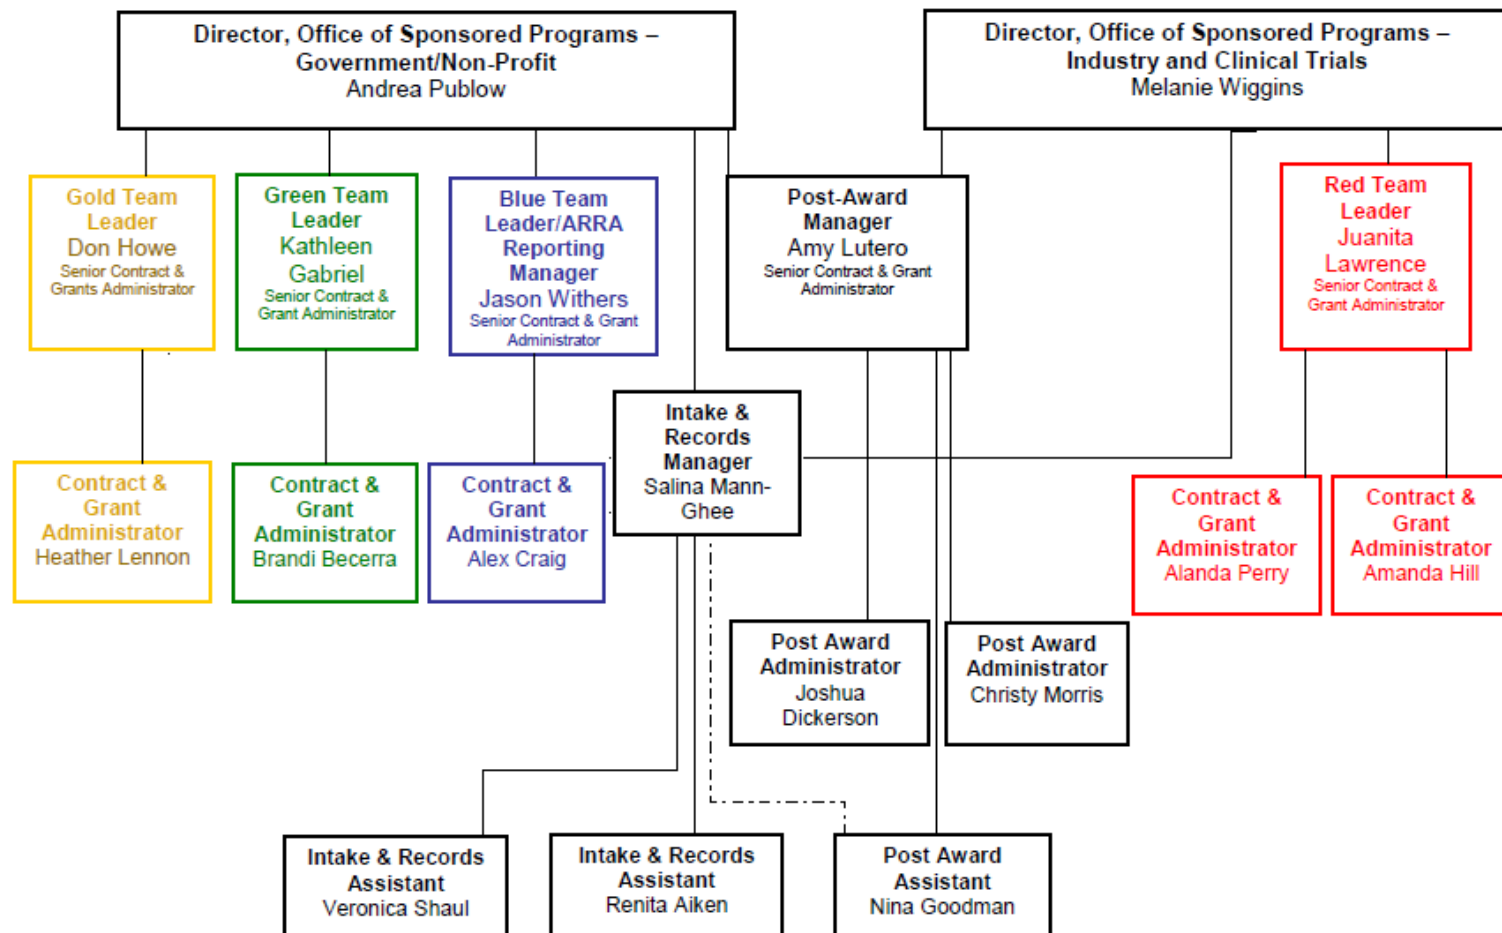 Director, Office of Sponsored Programs –
Government/Non-Profit
Andrea Publow
Director, Office of Sponsored Programs –
Industry and Clinical Trials
Melanie Wiggins
Gold Team
Leader
Don Howe
Senior Contract &
Grants Administrator
Green Team
Leader
Kathleen
Gabriel
Senior Contract &
Grant Administrator
Blue Team
Leader/ARRA
Reporting
Manager
Jason Withers
Senior Contract & Grant
Administrator
Post-Award
Manager
Amy Lutero
Senior Contract & Grant
Administrator
Red Team
Leader
Juanita
Lawrence
Senior Contract &
Grant Administrator
Intake &
Records
Manager
Salina Mann-
Ghee
Contract &
Grant
Administrator
Heather Lennon
Contract &
Grant
Administrator
Brandi Becerra
Contract &
Grant
Administrator
Alex Craig
Contract &
Grant
Administrator
Alanda Perry
Contract &
Grant
Administrator
Amanda Hill
Post Award
Administrator
Joshua
Dickerson
Post Award
Administrator
Christy Morris
Intake & Records
Assistant
Veronica Shaul
Intake & Records
Assistant
Renita Aiken
Post Award
Assistant
Nina Goodman